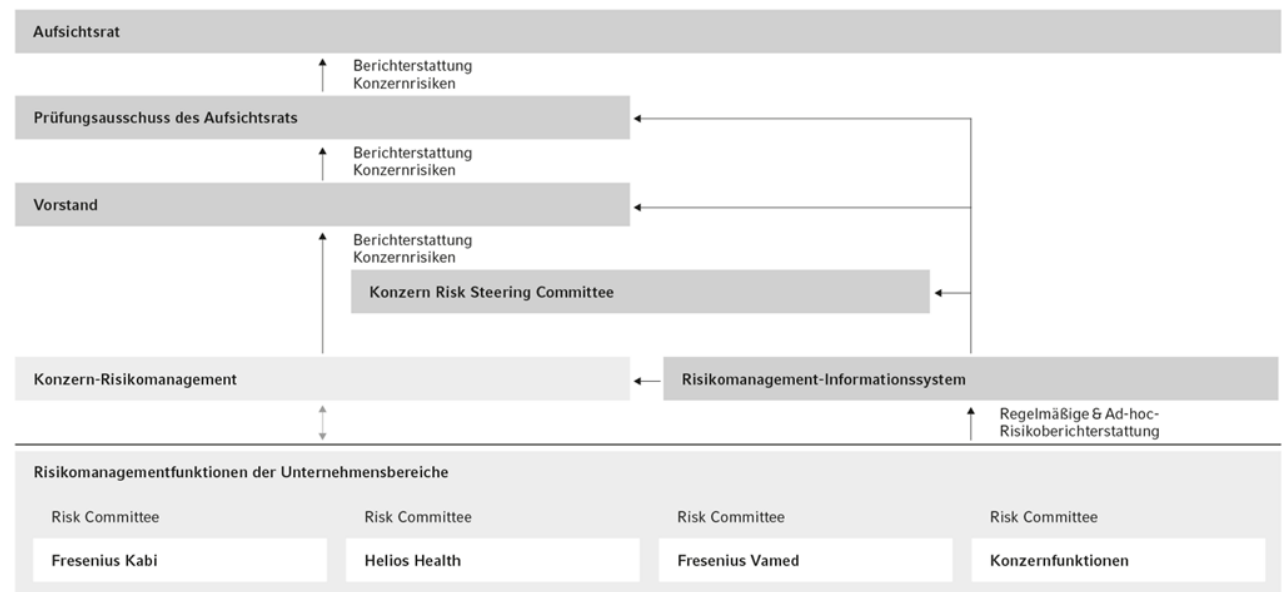 Aufsichtsrat
Berichterstattung
Konzernrisiken
Prüfungsausschuss des Aufsichtsrats
Berichterstattung
Konzernrisiken
Vorstand
Berichterstattung
Konzernrisiken
Konzern Risk Steering Committee
Konzern-Risikomanagement
Risikomanagement-Informationssystem
Regelmäßige & Ad-hoc-
Risikoberichterstattung
Risikomanagementfunktionen der Unternehmensbereiche
Risk Committee
Fresenius Kabi
Risk Committee
Helios Health
Risk Committee
Fresenius Vamed
Risk Committee
Konzernfunktionen